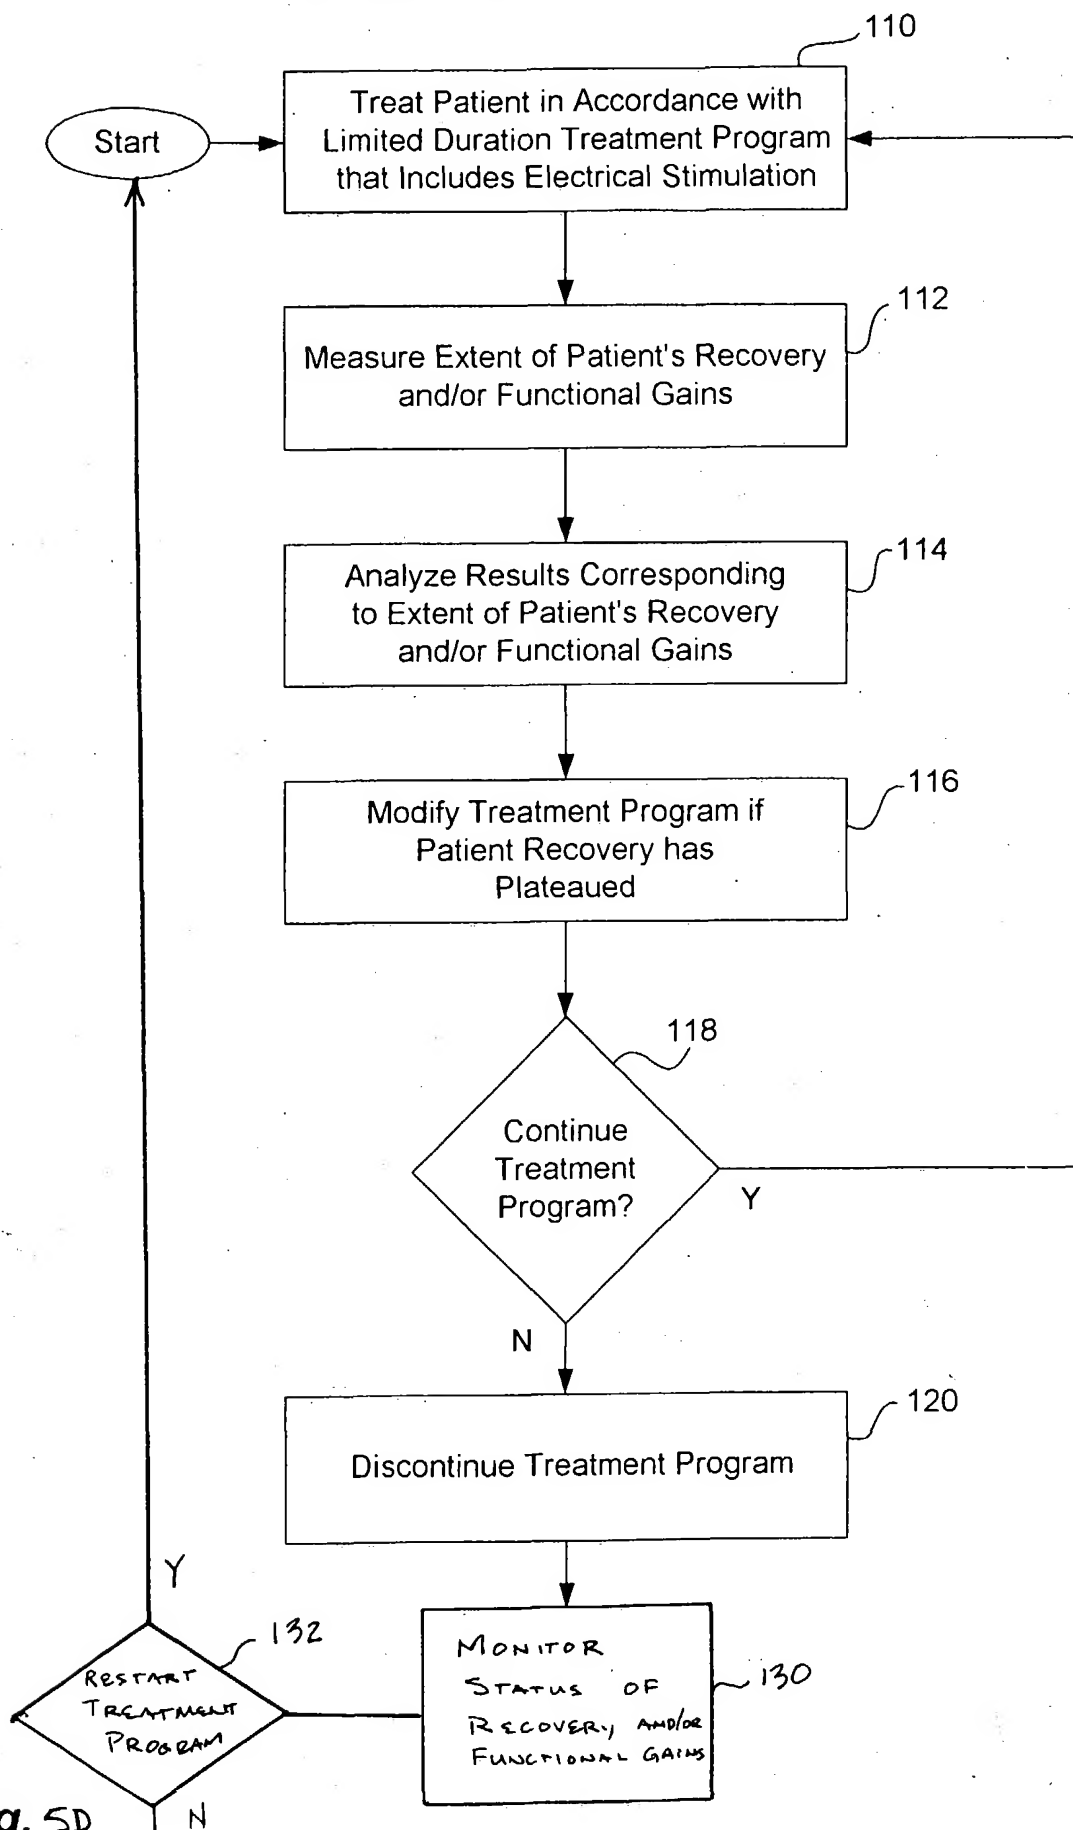 110
Start
Treat Patient in Accordance with
Limited Duration Treatment Program
that Includes Electrical Stimulation
112
Measure Extent of Patient's Recovery
and/or Functional Gains
114
Analyze Results Corresponding
to Extent of Patient's Recovery
and/or Functional Gains
116
Modify Treatment Program if
Patient Recovery has
Plateaued
118
Continue
Treatment
Program?
Y
N
120
Discontinue Treatment Program
Y
132
RESTART
TREATMENT
PROGRAM
MONITOR
STATUS OF
RECOVERY AND/OR
FUNCTIONAL GAINS
130
N
g. 5D